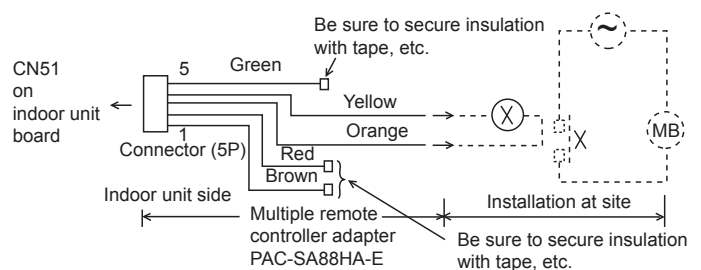 Be sure to secure insulation
with tape, etc.
CN51
on
indoor unit
board
5
Green
Yellow
Orange
X
X
MB
~
1
Connector (5P)
Red
Brown
Indoor unit side
Installation at site
Multiple remote
controller adapter
PAC-SA88HA-E
Be sure to secure insulation
with tape, etc.